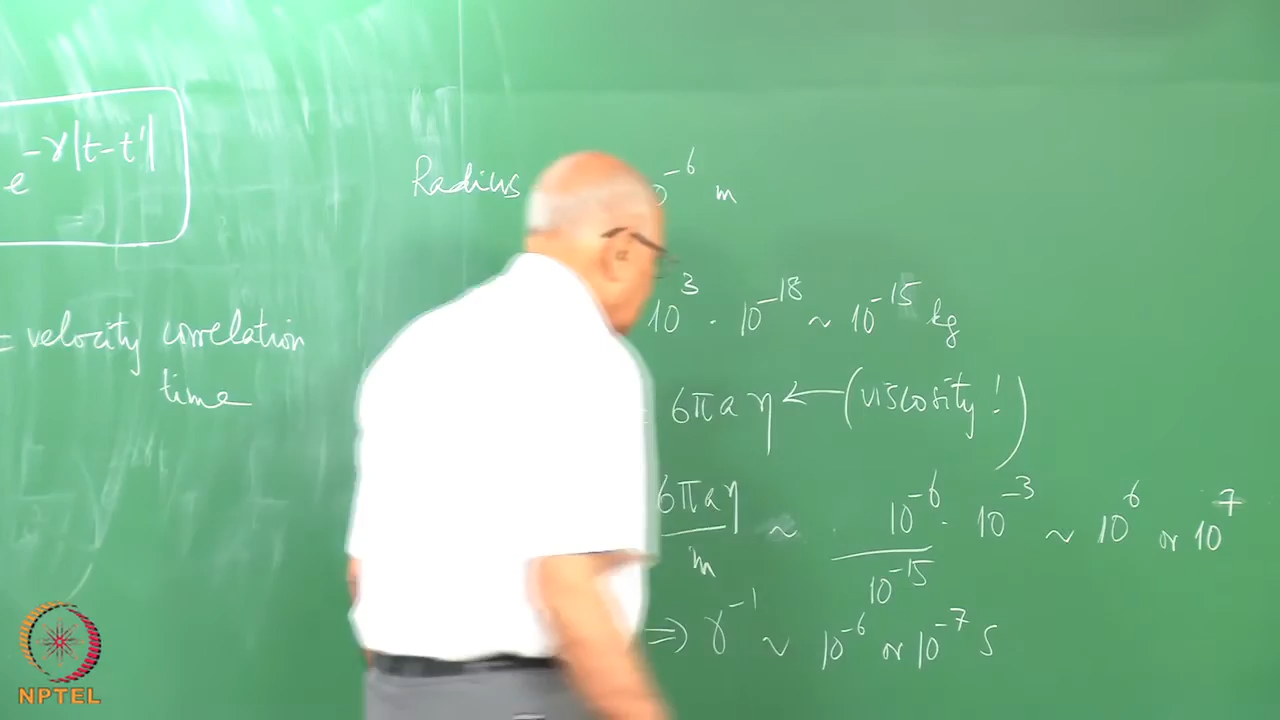 e^{-γ|t-t'|}
= velocity correlation
time
Radius 10^{-6} m
10^3 · 10^{-18} ~ 10^{-15} kg
= 6πaη ← (viscosity!)
6πaη/m ~ 10^{-6} · 10^{-3}/10^{-15} ~ 10^6 or 10^7
⇒ γ^{-1} ~ 10^{-6} or 10^{-7} s
NPTEL